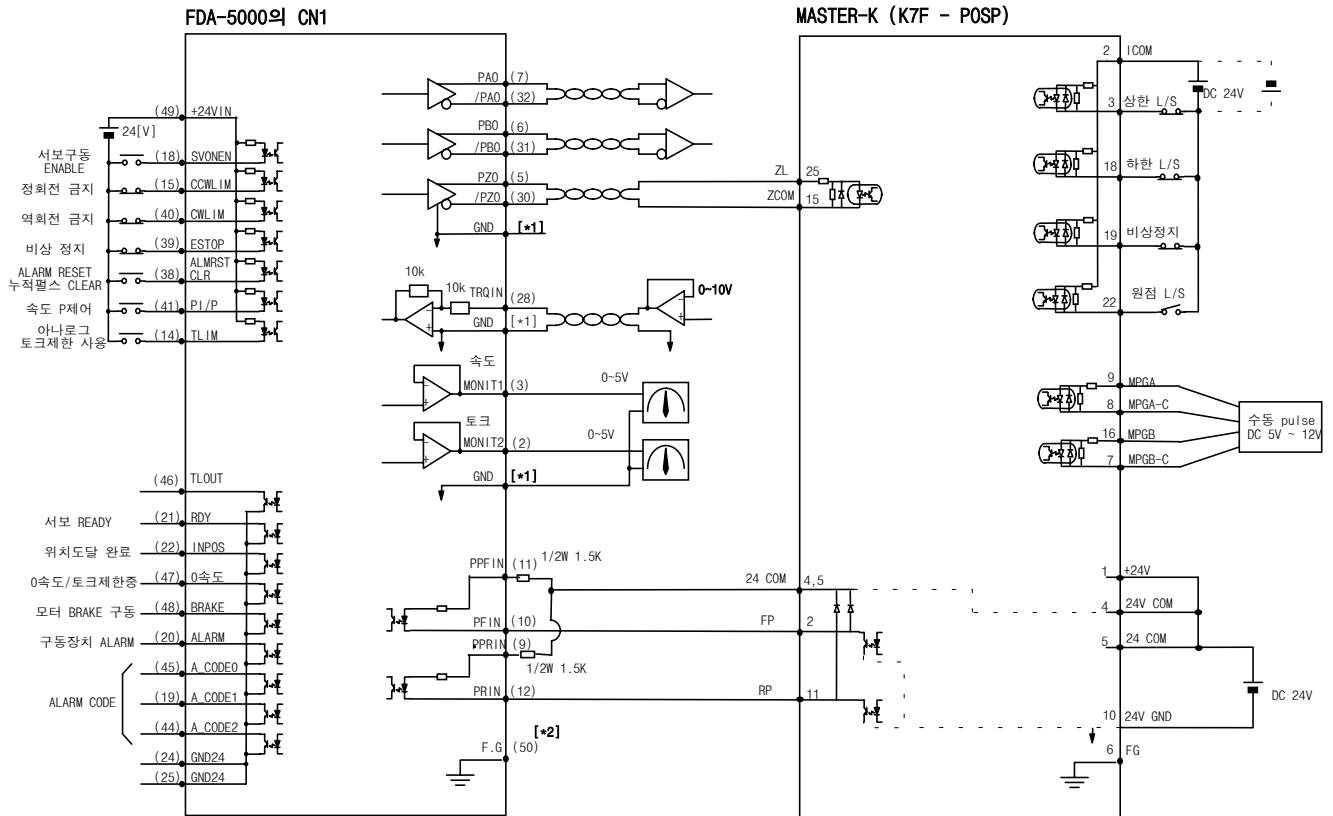 FDA-5000의 CN1
MASTER-K (K7F - POSP)
(49) +24VIN
24[V]
서보구동
ENABLE
(18) SVONEN
정회전 금지
(15) CCWLIM
역회전 금지
(40) CWLIM
비상 정지
(39) ESTOP
ALARM RESET
누적펄스 CLEAR
(38) ALMRST
CLR
속도 P제어
(41) PI/P
아나로그
토크제한 사용
(14) TLIM
(46) TLOUT
서보 READY
(21) RDY
위치도달 완료
(22) INPOS
0속도/토크제한중
(47) 0속도
모터 BRAKE 구동
(48) BRAKE
구동장치 ALARM
(20) ALARM
ALARM CODE
(45) A_CODE0
(19) A_CODE1
(44) A_CODE2
(24) GND24
(25) GND24
PAO (7)
/PAO (32)
PBO (6)
/PBO (31)
PZO (5)
/PZO (30)
GND [*1]
10k
10k
TRQIN (28)
GND [*1]
0~10V
속도
MONIT1 (3)
0~5V
토크
MONIT2 (2)
0~5V
GND [*1]
PPFIN (11)
1/2W 1.5K
PFIN (10)
PPRIN (9)
1/2W 1.5K
PRIN (12)
[*2]
F.G (50)
ZL 25
ZCOM 15
24 COM 4,5
FP 2
RP 11
2 ICOM
DC 24V
3 상한 L/S
18 하한 L/S
19 비상정지
22 원점 L/S
9 MPGA
8 MPGA-C
16 MPGB
7 MPGB-C
수동 pulse
DC 5V ~ 12V
1 +24V
4 24V COM
5 24 COM
DC 24V
10 24V GND
6 FG